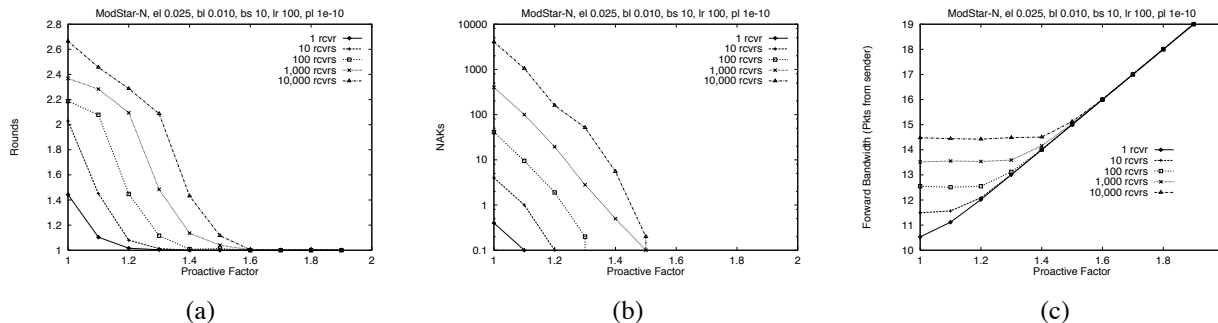 ModStar-N, el 0.025, bl 0.010, bs 10, lr 100, pl 1e-10
2.8
2.6
2.4
2.2
2
1.8
1.6
1.4
1.2
1
Rounds
1 rcvr
10 rcvrs
100 rcvrs
1,000 rcvrs
10,000 rcvrs
1 1.2 1.4 1.6 1.8 2
Proactive Factor
(a)
ModStar-N, el 0.025, bl 0.010, bs 10, lr 100, pl 1e-10
10000
1000
100
10
1
0.1
NAKs
1 rcvr
10 rcvrs
100 rcvrs
1,000 rcvrs
10,000 rcvrs
1 1.2 1.4 1.6 1.8 2
Proactive Factor
(b)
ModStar-N, el 0.025, bl 0.010, bs 10, lr 100, pl 1e-10
19
18
17
16
15
14
13
12
11
10
Forward Bandwidth (Pkts from sender)
1 rcvr
10 rcvrs
100 rcvrs
1,000 rcvrs
10,000 rcvrs
1 1.2 1.4 1.6 1.8 2
Proactive Factor
(c)